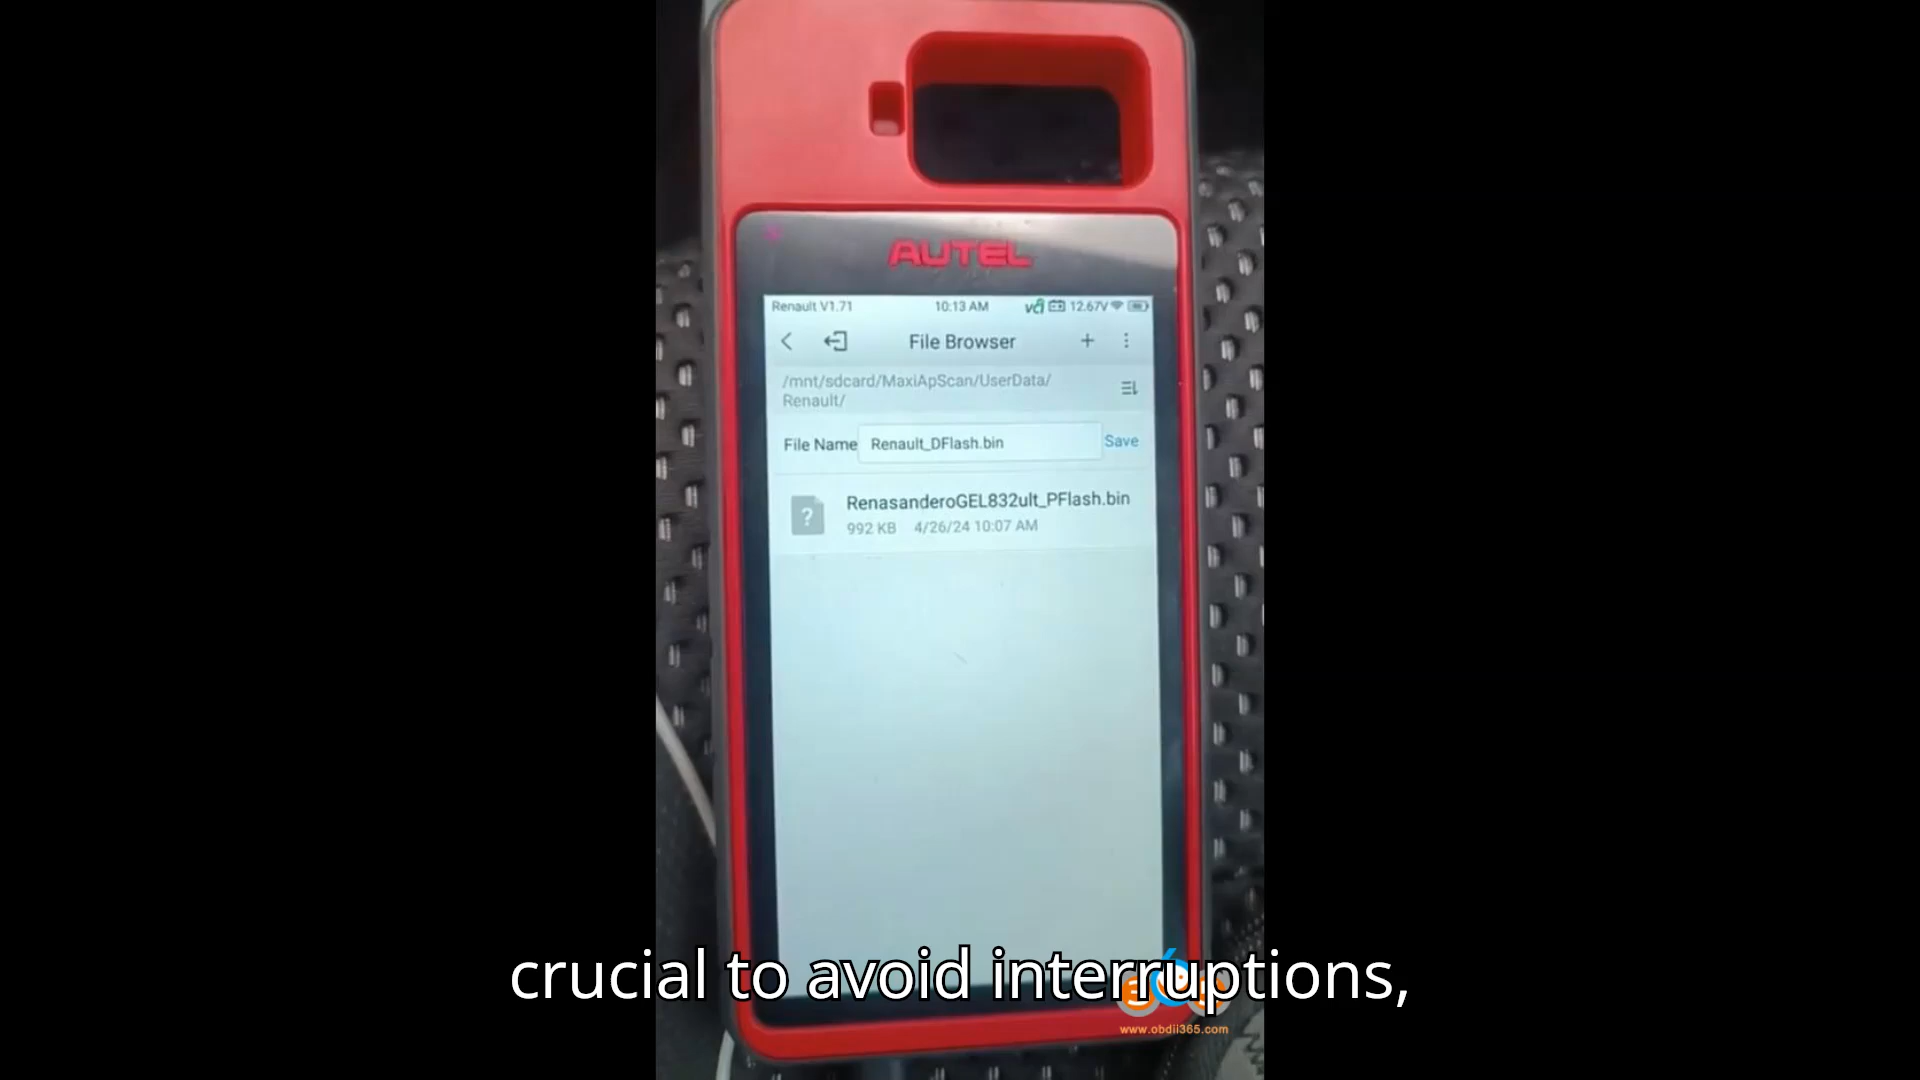 AUTEL
Renault V1.71 10:13 AM vci 12.67V
File Browser
/mnt/sdcard/MaxiApScan/UserData/
Renault/
File Name Renault_DFlash.bin Save
RenasanderoGEL832ult_PFlash.bin
992 KB 4/26/24 10:07 AM
crucial to avoid interruptions,
www.obdii365.com